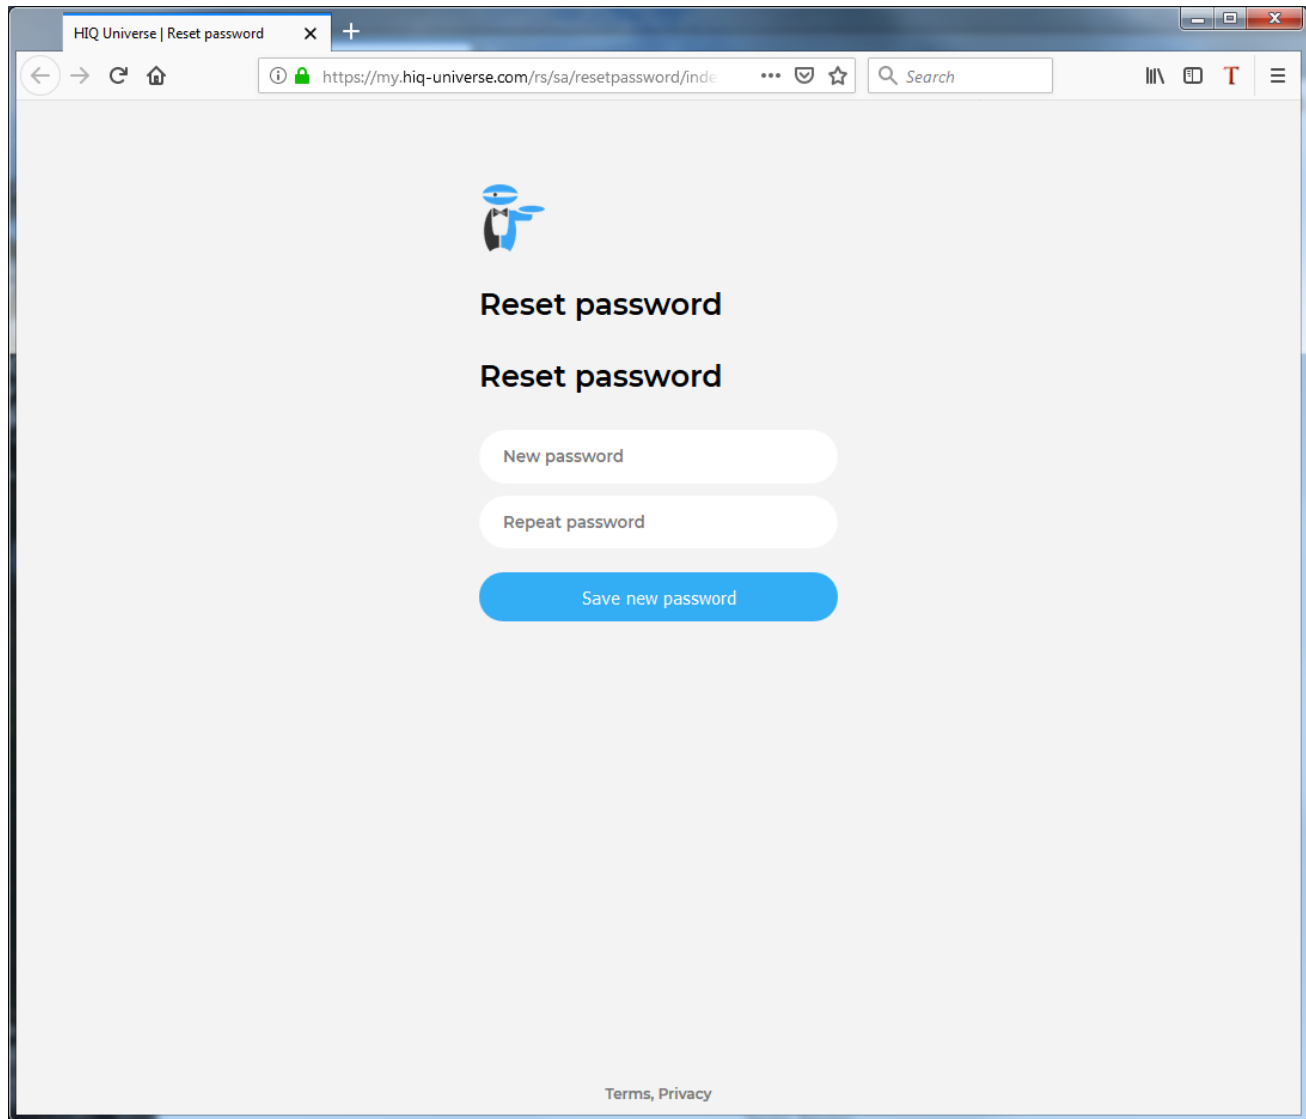 HIQ Universe | Reset password
https://my.hiq-universe.com/rs/sa/resetpassword/inde
Search
T
Reset password
Reset password
New password
Repeat password
Save new password
Terms, Privacy